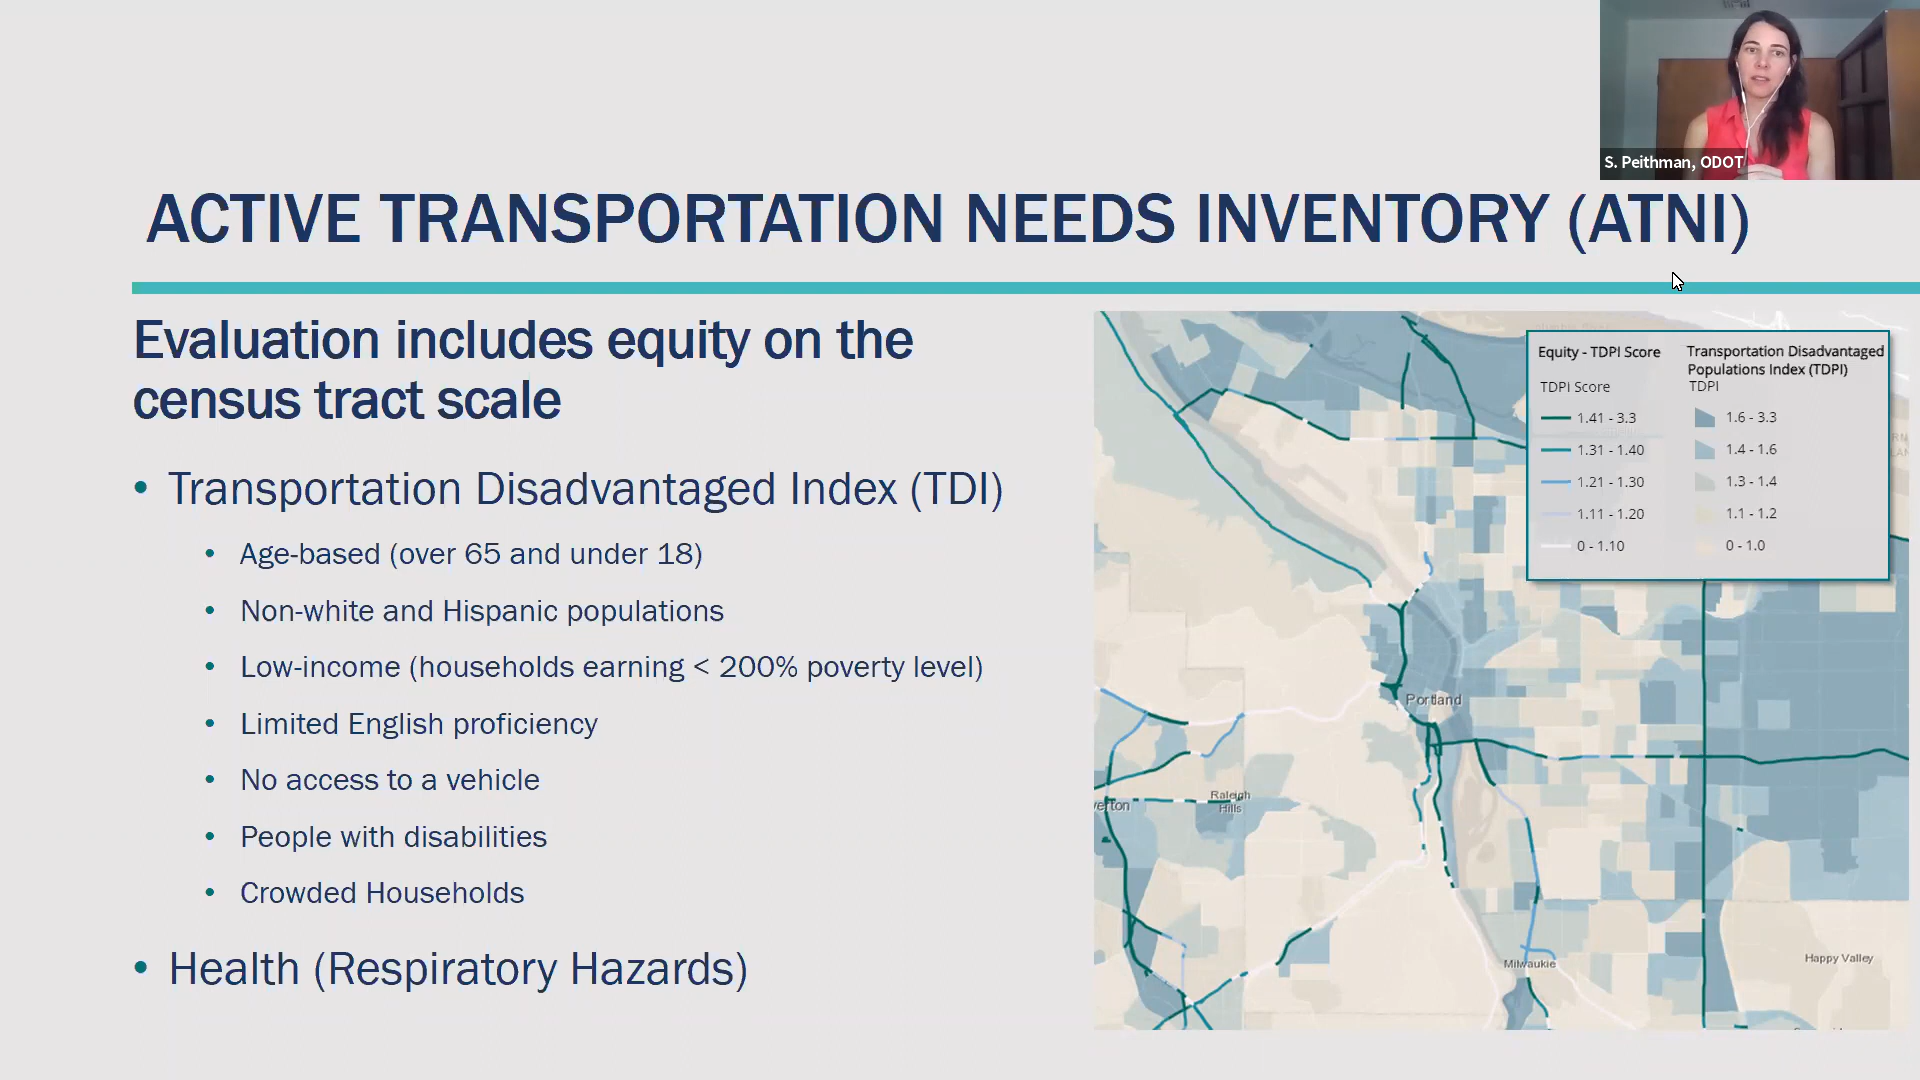 S. Peithman, ODOT
ACTIVE TRANSPORTATION NEEDS INVENTORY (ATNI)
Evaluation includes equity on the
census tract scale
• Transportation Disadvantaged Index (TDI)
• Age-based (over 65 and under 18)
• Non-white and Hispanic populations
• Low-income (households earning < 200% poverty level)
• Limited English proficiency
• No access to a vehicle
• People with disabilities
• Crowded Households
• Health (Respiratory Hazards)
Equity - TDPI Score
TDPI Score
1.41 - 3.3
1.31 - 1.40
1.21 - 1.30
1.11 - 1.20
0 - 1.10
Transportation Disadvantaged
Populations Index (TDPI)
TDPI
1.6 - 3.3
1.4 - 1.6
1.3 - 1.4
1.1 - 1.2
0 - 1.0
Portland
Raleigh
Hills
verton
Milwaukie
Happy Valley